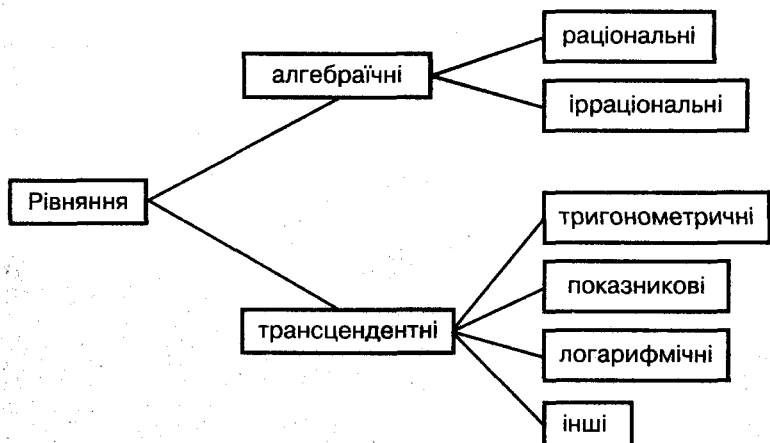 раціональні
алгебраїчні
ірраціональні
Рівняння
тригонометричні
показникові
трансцендентні
логарифмічні
інші